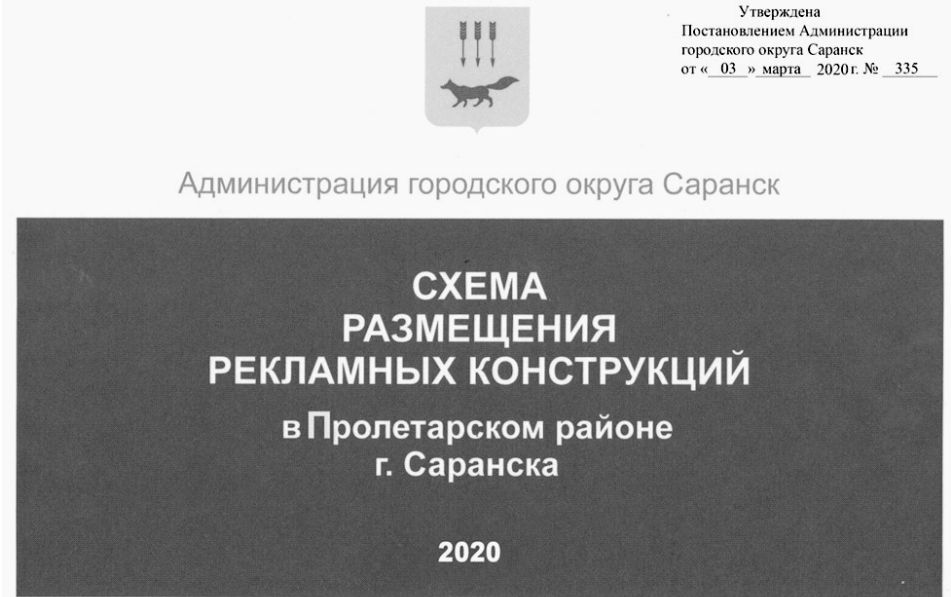 Утверждена
Постановлением Администрации
городского округа Саранск
от « 03 » марта 2020 г. № 335
Администрация городского округа Саранск
СХЕМА
РАЗМЕЩЕНИЯ
РЕКЛАМНЫХ КОНСТРУКЦИЙ
в Пролетарском районе
г. Саранска
2020